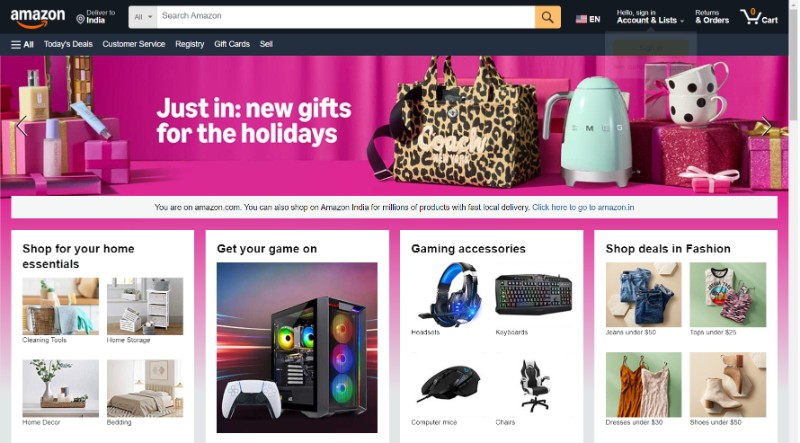 amazon
Deliver to
India
All
Search Amazon
EN
Hello, sign in
Account & Lists
Returns
& Orders
0
Cart
All
Today's Deals
Customer Service
Registry
Gift Cards
Sell
Just in: new gifts
for the holidays
Coach
NEW YORK
SMEG
You are on amazon.com. You can also shop on Amazon India for millions of products with fast local delivery. Click here to go to amazon.in
Shop for your home
essentials
Cleaning Tools
Home Storage
Home Decor
Bedding
Get your game on
Gaming accessories
Headsets
Keyboards
Computer mice
Chairs
Shop deals in Fashion
Jeans under $50
Tops under $25
Dresses under $30
Shoes under $50